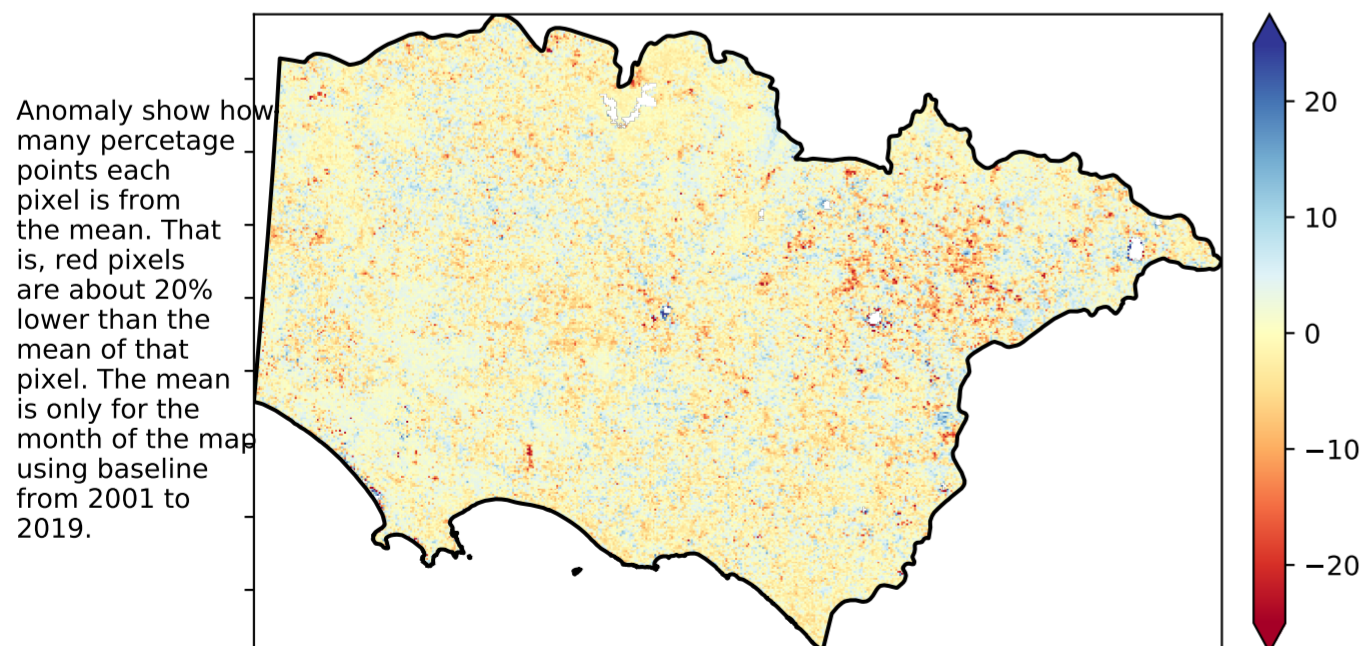 Anomaly show how
many percetage
points each
pixel is from
the mean. That
is, red pixels
are about 20%
lower than the
mean of that
pixel. The mean
is only for the
month of the map
using baseline
from 2001 to
2019.
20
10
0
−10
−20